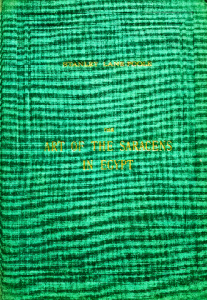 STANLEY LANE-POOLE
THE
ART OF THE SARACENS
IN EGYPT